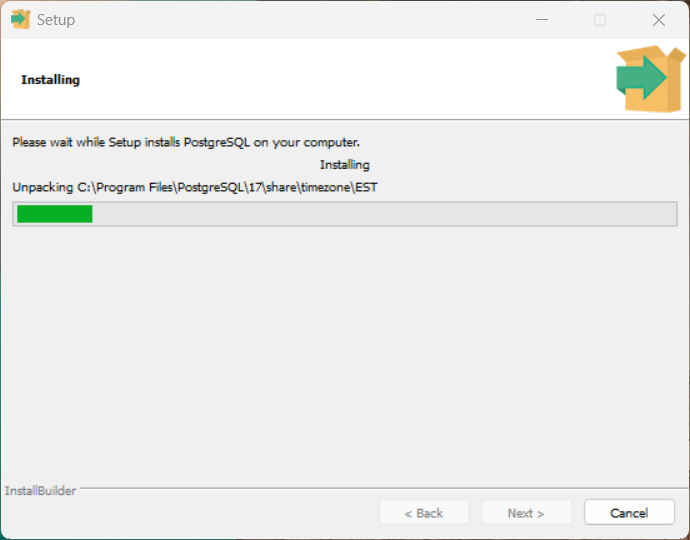 Setup
Installing
Please wait while Setup installs PostgreSQL on your computer.
Installing
Unpacking C:\Program Files\PostgreSQL\17\share\timezone\EST
InstallBuilder
< Back
Next >
Cancel